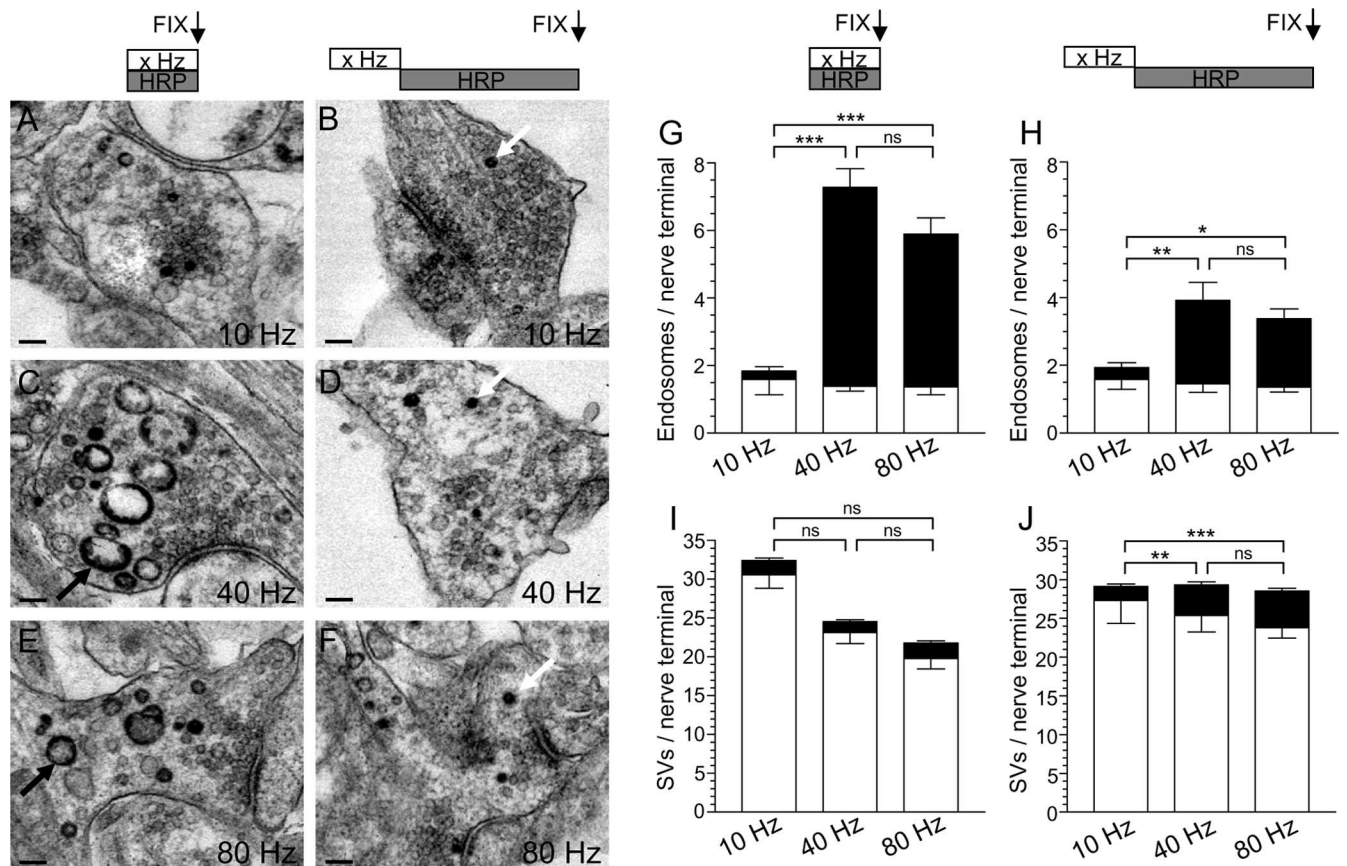 FIX FIX FIX FIX
x Hz x Hz x Hz x Hz
HRP HRP HRP HRP
A
10 Hz
B
10 Hz
C
40 Hz
D
40 Hz
E
80 Hz
F
80 Hz
G
***
*** ns
Endosomes / nerve terminal
8
6
4
2
0
10 Hz 40 Hz 80 Hz
H
*
** ns
Endosomes / nerve terminal
8
6
4
2
0
10 Hz 40 Hz 80 Hz
I
ns
ns ns
SVs / nerve terminal
35
30
25
20
15
10
5
0
10 Hz 40 Hz 80 Hz
J
***
** ns
SVs / nerve terminal
35
30
25
20
15
10
5
0
10 Hz 40 Hz 80 Hz